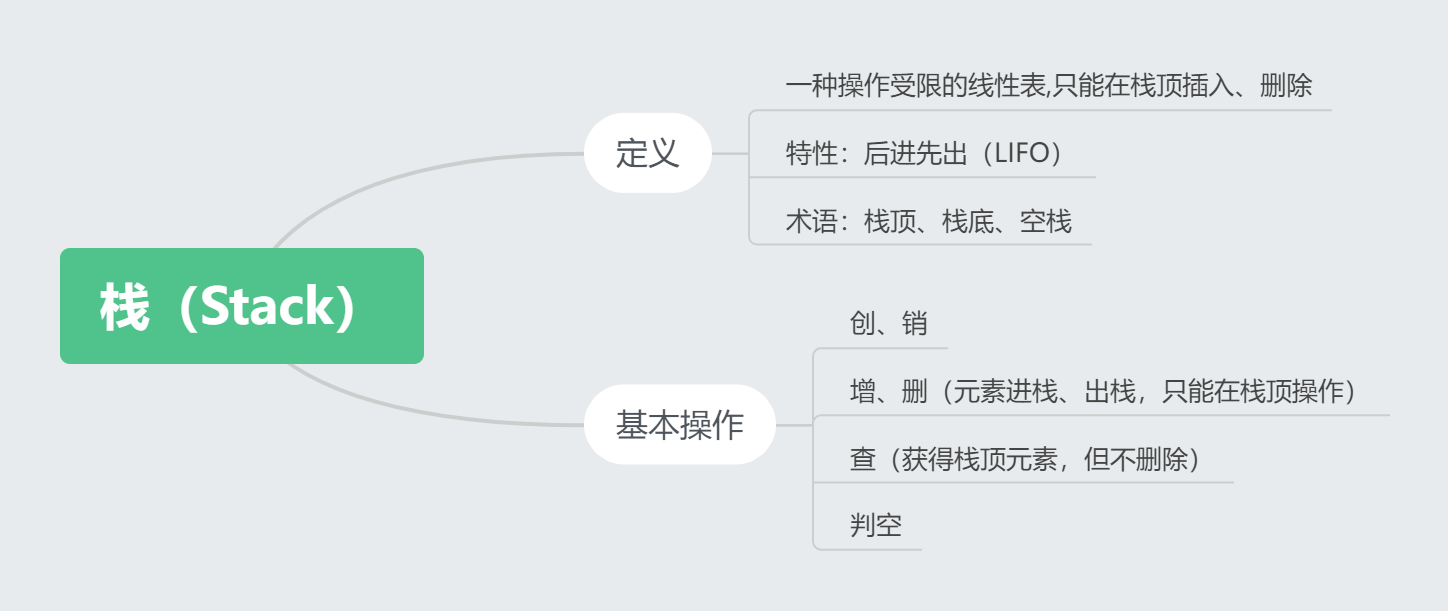 栈（Stack）
定义
一种操作受限的线性表,只能在栈顶插入、删除
特性：后进先出（LIFO）
术语：栈顶、栈底、空栈
基本操作
创、销
增、删（元素进栈、出栈，只能在栈顶操作）
查（获得栈顶元素，但不删除）
判空